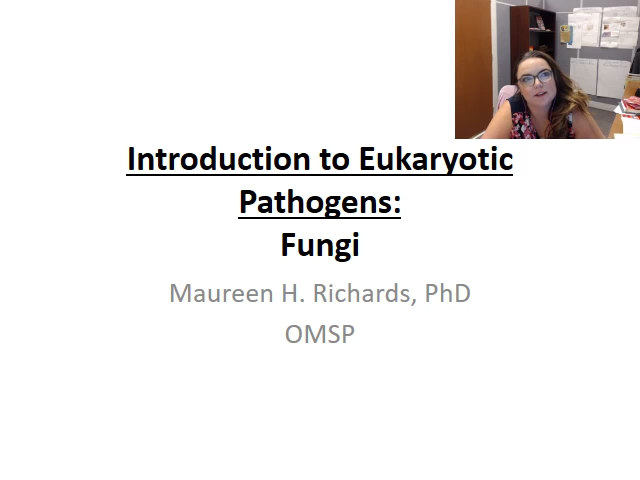 Introduction to Eukaryotic
Pathogens:
Fungi
Maureen H. Richards, PhD
OMSP